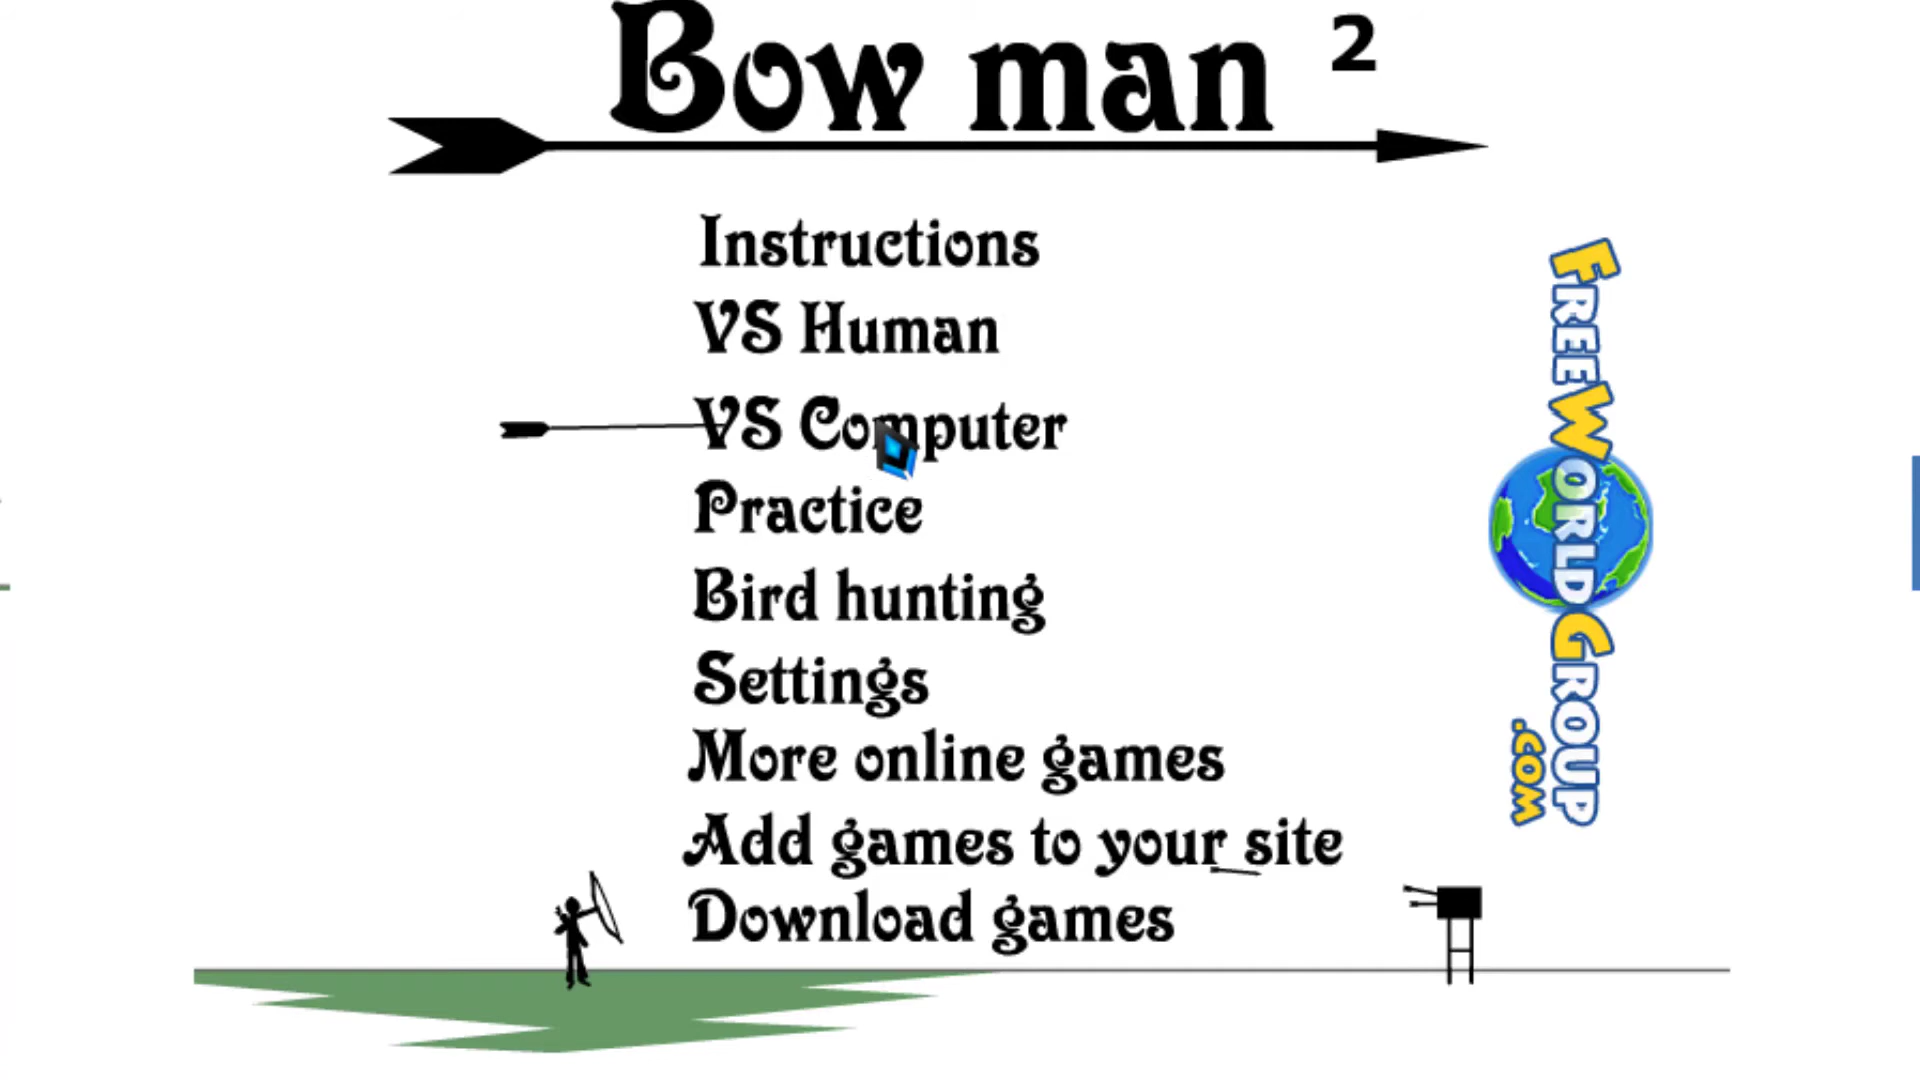 Bow man ²
Instructions
VS Human
VS Computer
Practice
Bird hunting
Settings
More online games
Add games to your site
Download games
FREEWORLDGROUP
.COM